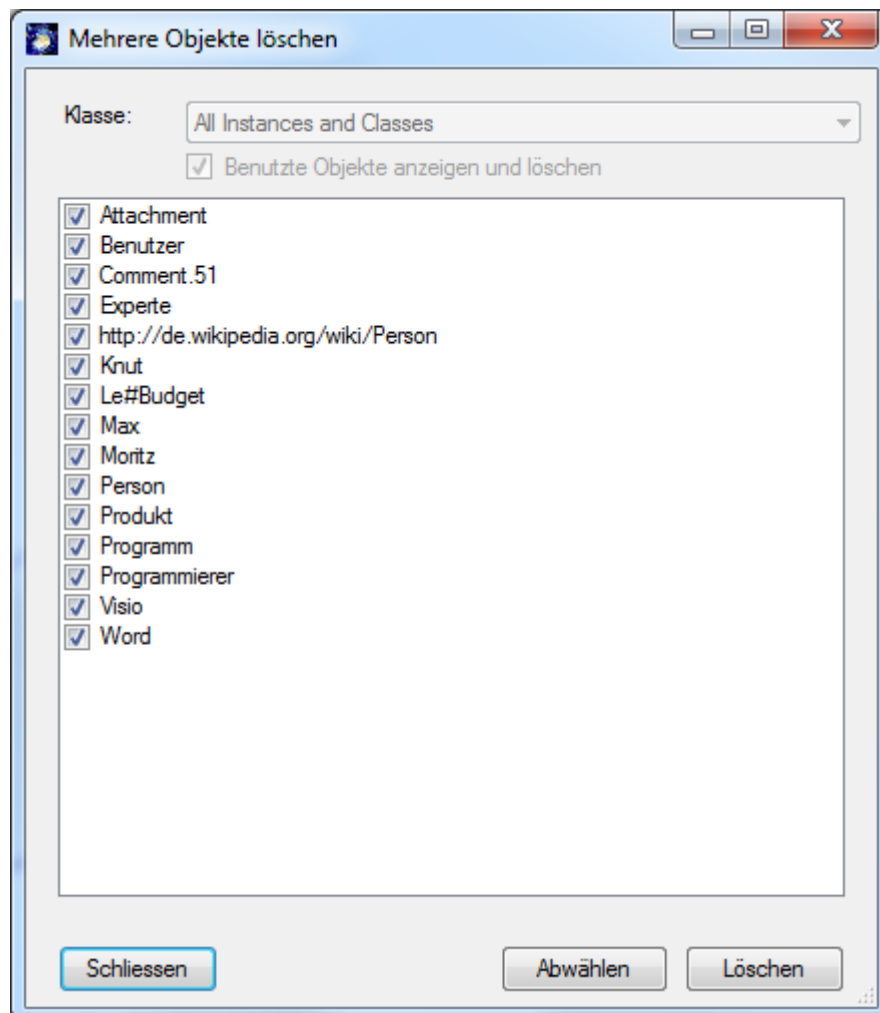 Mehrere Objekte löschen
Klasse:
All Instances and Classes
Benutzte Objekte anzeigen und löschen
Attachment
Benutzer
Comment.51
Experte
http://de.wikipedia.org/wiki/Person
Knut
Le#Budget
Max
Moritz
Person
Produkt
Programm
Programmierer
Visio
Word
Schliessen
Abwählen
Löschen